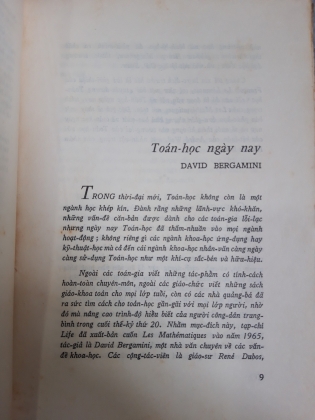 Toán-học ngày nay
DAVID BERGAMINI
TRONG thời-đại mới, Toán-học không còn là một
ngành học khép kín. Đành rằng những lãnh-vực khó-khăn,
những vấn-đề căn-bản được dành cho các toán-gia lỗi-lạc
nhưng ngày nay Toán-học đã thấm-nhuần vào mọi ngành
hoạt-động ; không riêng gì các ngành khoa-học ứng-dụng hay
kỹ-thuật-học mà cả đến cái ngành khoa-học nhân-văn càng ngày
càng sử-dụng Toán-học như một khí-cụ sắc-bén và hữu-hiệu.
Ngoài các toán-gia viết những tác-phẩm có tính-cách
hoàn-toàn chuyên-môn, ngoài các giáo-chức viết những sách
giáo-khoa toán cho mọi lớp tuổi, còn có các nhà quảng-bá đã
ra sức tìm cách cho toán-học gần-gũi với mọi lớp người, nhờ
đó mà nâng cao trình-độ hiểu biết của người công-dân trung-
bình trong cuối thế-kỷ thứ 20. Nhằm mục-đích này, tạp-chí
Life đã xuất-bản cuốn Les Mathématiques vào năm 1965,
tác-giả là David Bergamini, một nhà văn chuyên về các vấn-
đề khoa-học. Các cộng-tác-viên là giáo-sư René Dubos,
9